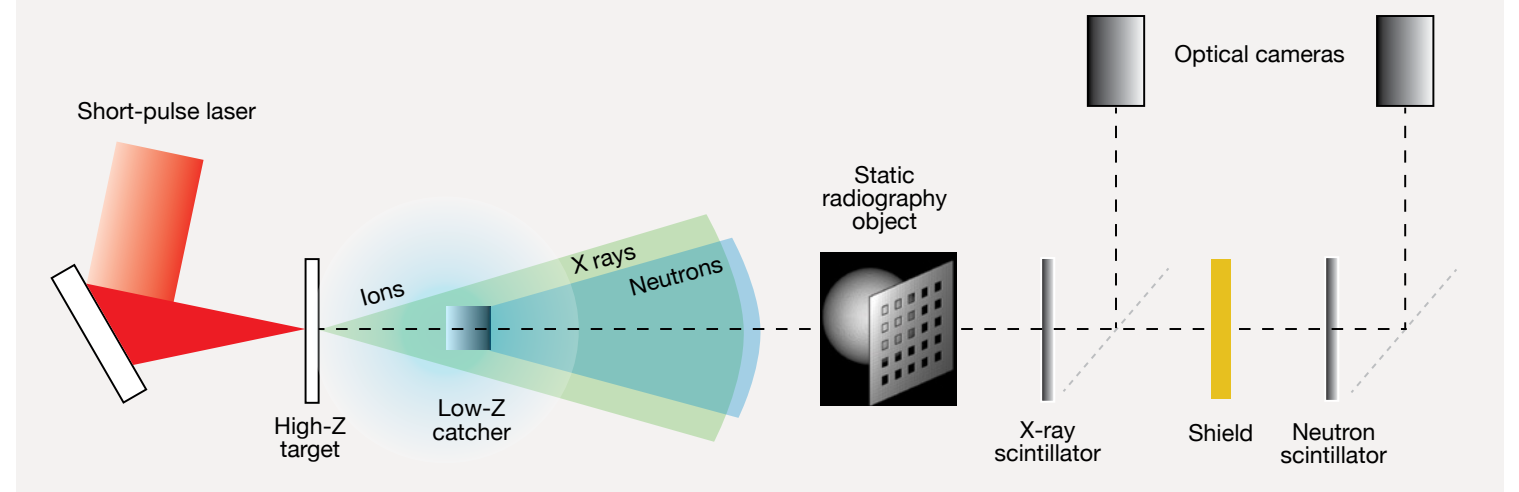 Optical cameras
Short-pulse laser
Static
radiography
object
X rays
Ions
Neutrons
High-Z
target
Low-Z
catcher
X-ray
scintillator
Shield
Neutron
scintillator